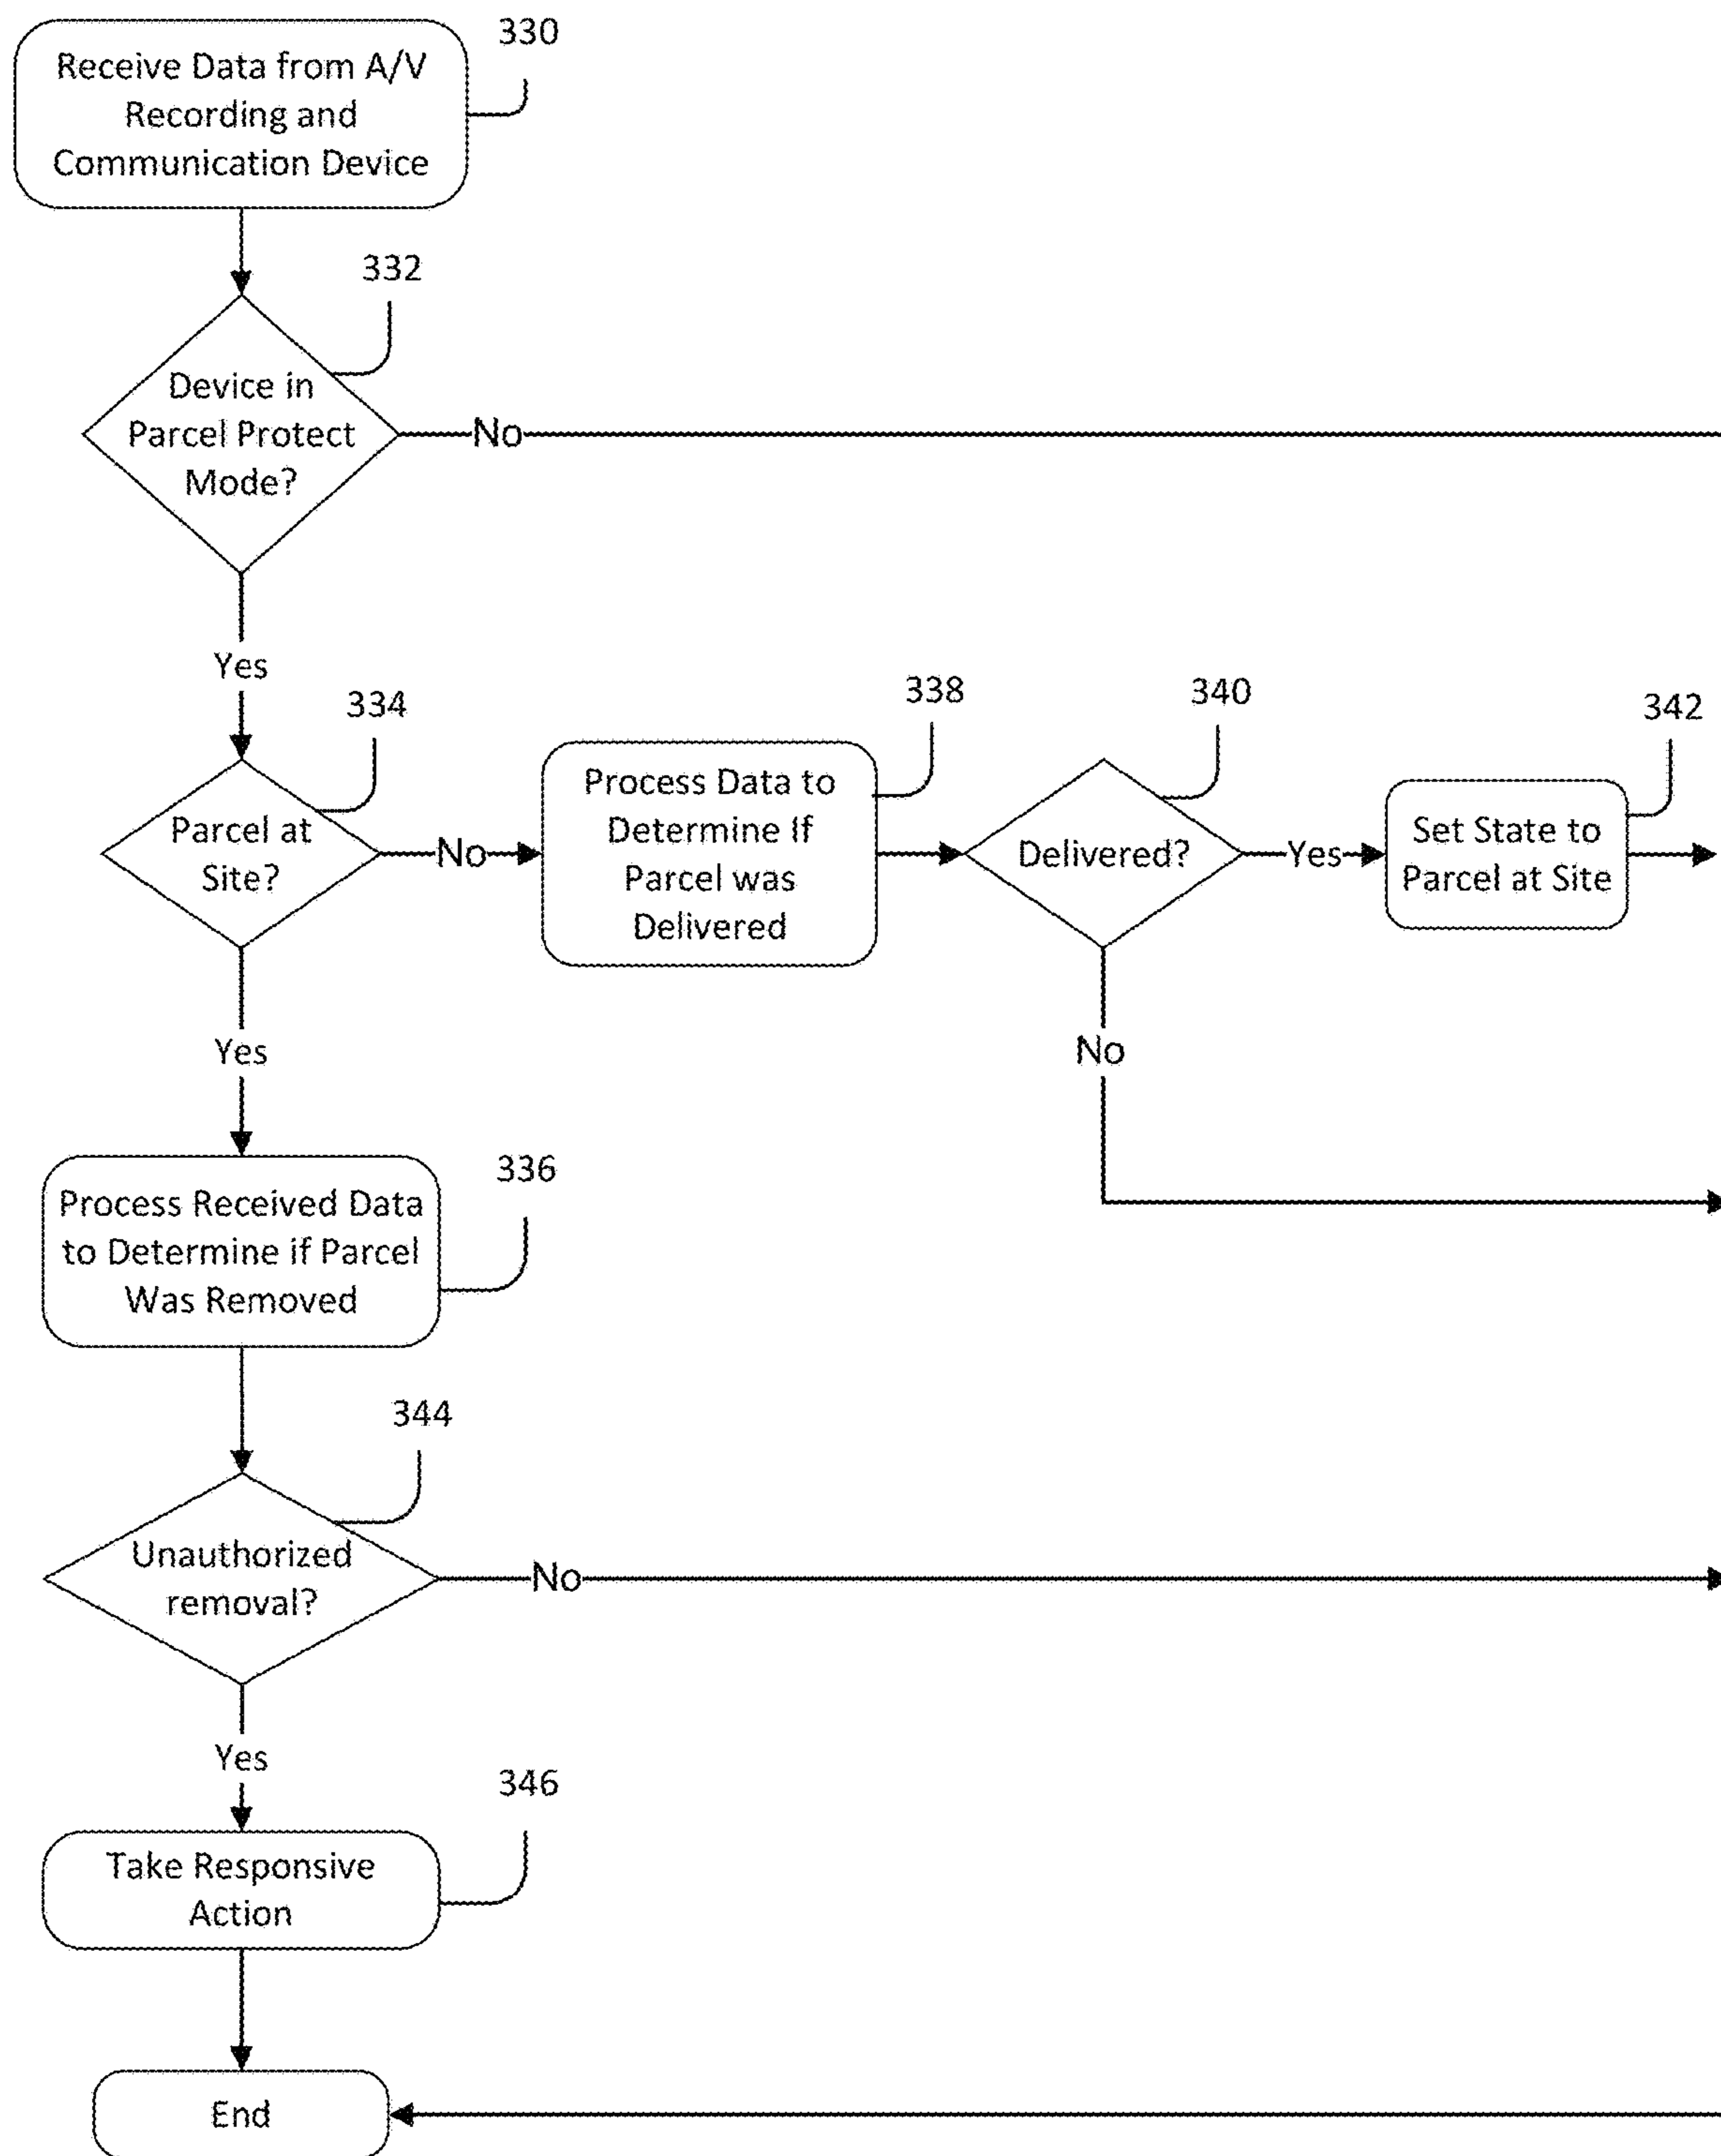 330
Receive Data from A/V
Recording and
Communication Device
332
Device in
Parcel Protect
Mode?
No
Yes
334
Parcel at
Site?
No
338
Process Data to
Determine If
Parcel was
Delivered
340
Delivered?
Yes
342
Set State to
Parcel at Site
No
Yes
336
Process Received Data
to Determine if Parcel
Was Removed
344
Unauthorized
removal?
No
Yes
346
Take Responsive
Action
End